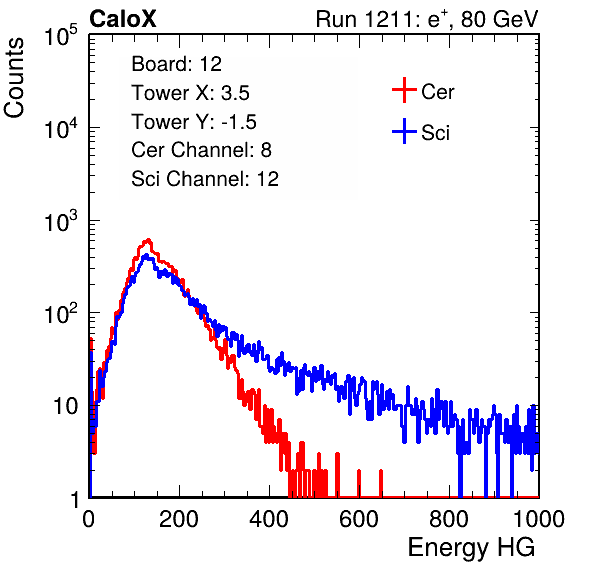 CaloX Run 1211: e⁺, 80 GeV
Counts
10⁵
10⁴
10³
10²
10
1
Board: 12
Tower X: 3.5
Tower Y: -1.5
Cer Channel: 8
Sci Channel: 12
Cer
Sci
0 200 400 600 800 1000
Energy HG